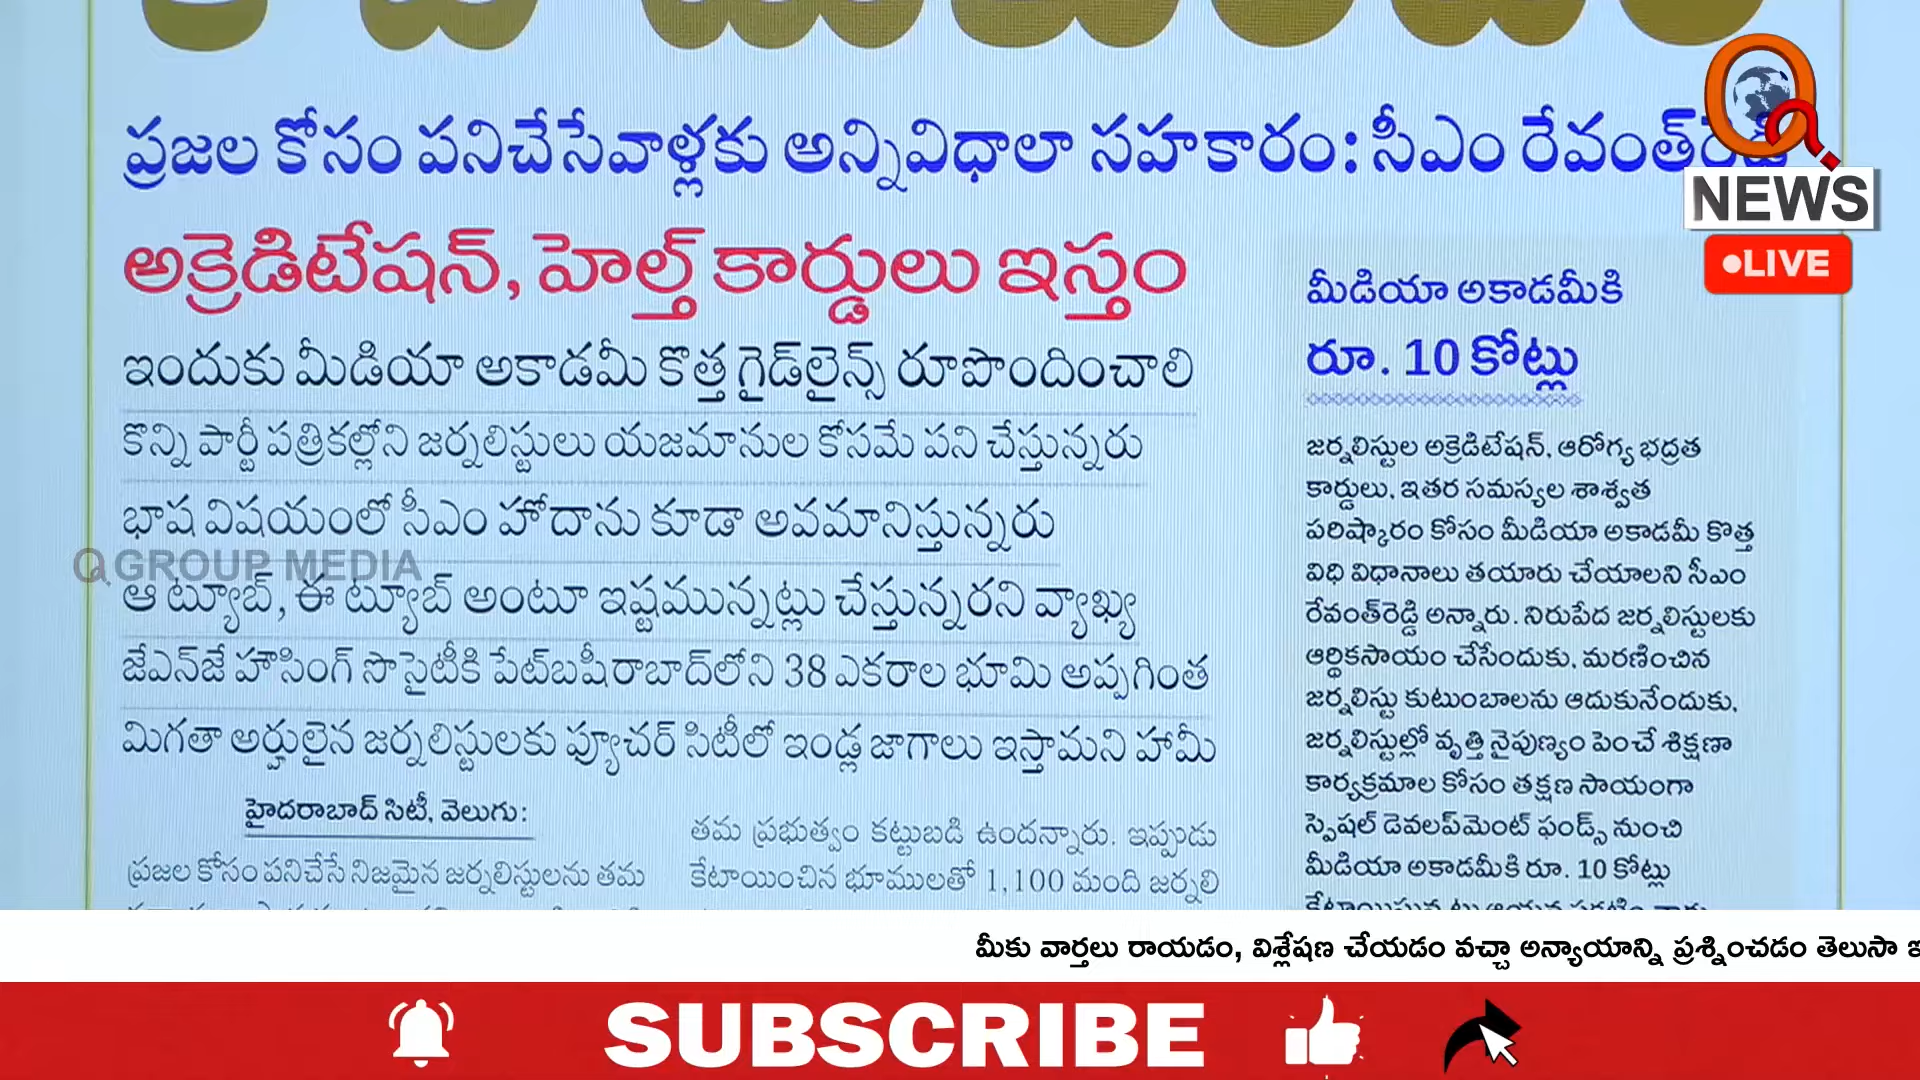 ప్రజల కోసం పనిచేసేవాళ్లకు అన్నివిధాలా సహకారం: సీఎం రేవంత్‌రెడ్డి
అక్రెడిటేషన్, హెల్త్ కార్డులు ఇస్తం
ఇందుకు మీడియా అకాడమీ కొత్త గైడ్‌లైన్స్ రూపొందించాలి
కొన్ని పార్టీ పత్రికల్లోని జర్నలిస్టులు యజమానుల కోసమే పని చేస్తున్నరు
భాష విషయంలో సీఎం హోదాను కూడా అవమానిస్తున్నరు
ఆ ట్యూబ్, ఈ ట్యూబ్ అంటూ ఇష్టమున్నట్లు చేస్తున్నరని వ్యాఖ్య
జేఎన్‌జే హౌసింగ్ సొసైటీకి పేట్‌బషీరాబాద్‌లోని 38 ఎకరాల భూమి అప్పగింత
మిగతా అర్హులైన జర్నలిస్టులకు ఫ్యూచర్ సిటీలో ఇండ్ల జాగాలు ఇస్తామని హామీ
హైదరాబాద్ సిటీ, వెలుగు:
ప్రజల కోసం పనిచేసే నిజమైన జర్నలిస్టులను తమ
తమ ప్రభుత్వం కట్టుబడి ఉందన్నారు. ఇప్పుడు
కేటాయించిన భూములతో 1,100 మంది జర్నలి
మీడియా అకాడమీకి
రూ. 10 కోట్లు
జర్నలిస్టుల అక్రెడిటేషన్, ఆరోగ్య భద్రత
కార్డులు, ఇతర సమస్యల శాశ్వత
పరిష్కారం కోసం మీడియా అకాడమీ కొత్త
విధి విధానాలు తయారు చేయాలని సీఎం
రేవంత్‌రెడ్డి అన్నారు. నిరుపేద జర్నలిస్టులకు
ఆర్థికసాయం చేసేందుకు, మరణించిన
జర్నలిస్టు కుటుంబాలను ఆదుకునేందుకు,
జర్నలిస్టుల్లో వృత్తి నైపుణ్యం పెంచే శిక్షణా
కార్యక్రమాల కోసం తక్షణ సాయంగా
స్పెషల్ డెవలప్‌మెంట్ ఫండ్స్ నుంచి
మీడియా అకాడమీకి రూ. 10 కోట్లు
Q NEWS
LIVE
Q GROUP MEDIA
మీకు వార్తలు రాయడం, విశ్లేషణ చేయడం వచ్చా అన్యాయాన్ని ప్రశ్నించడం తెలుసా
SUBSCRIBE